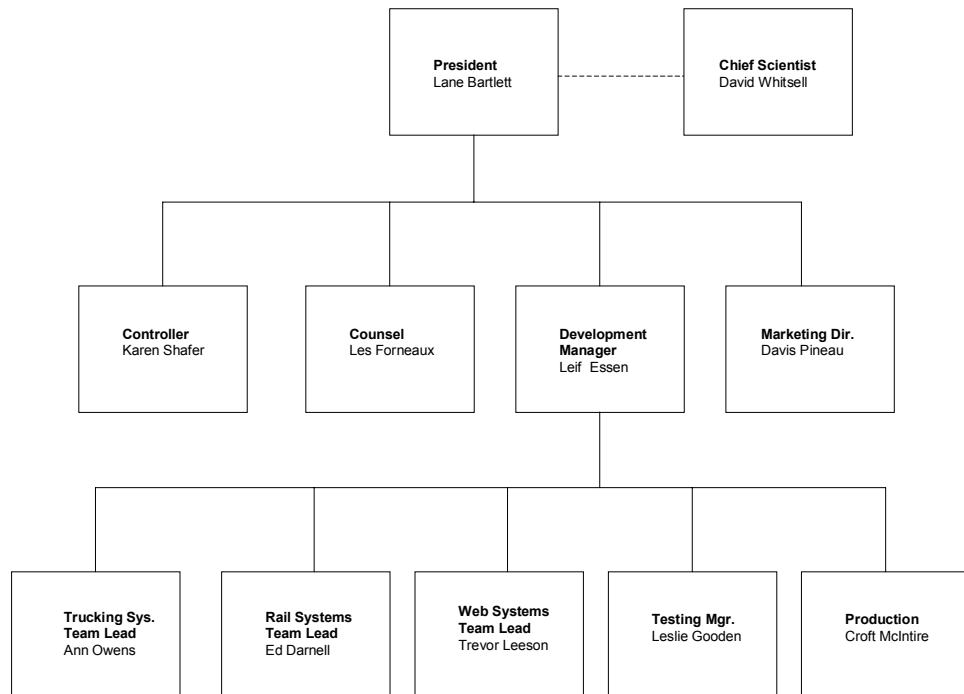 President
Lane Bartlett
Chief Scientist
David Whitsell
Controller
Karen Shafer
Counsel
Les Forneaux
Development
Manager
Leif Essen
Marketing Dir.
Davis Pineau
Trucking Sys.
Team Lead
Ann Owens
Rail Systems
Team Lead
Ed Darnell
Web Systems
Team Lead
Trevor Leeson
Testing Mgr.
Leslie Gooden
Production
Croft McIntire